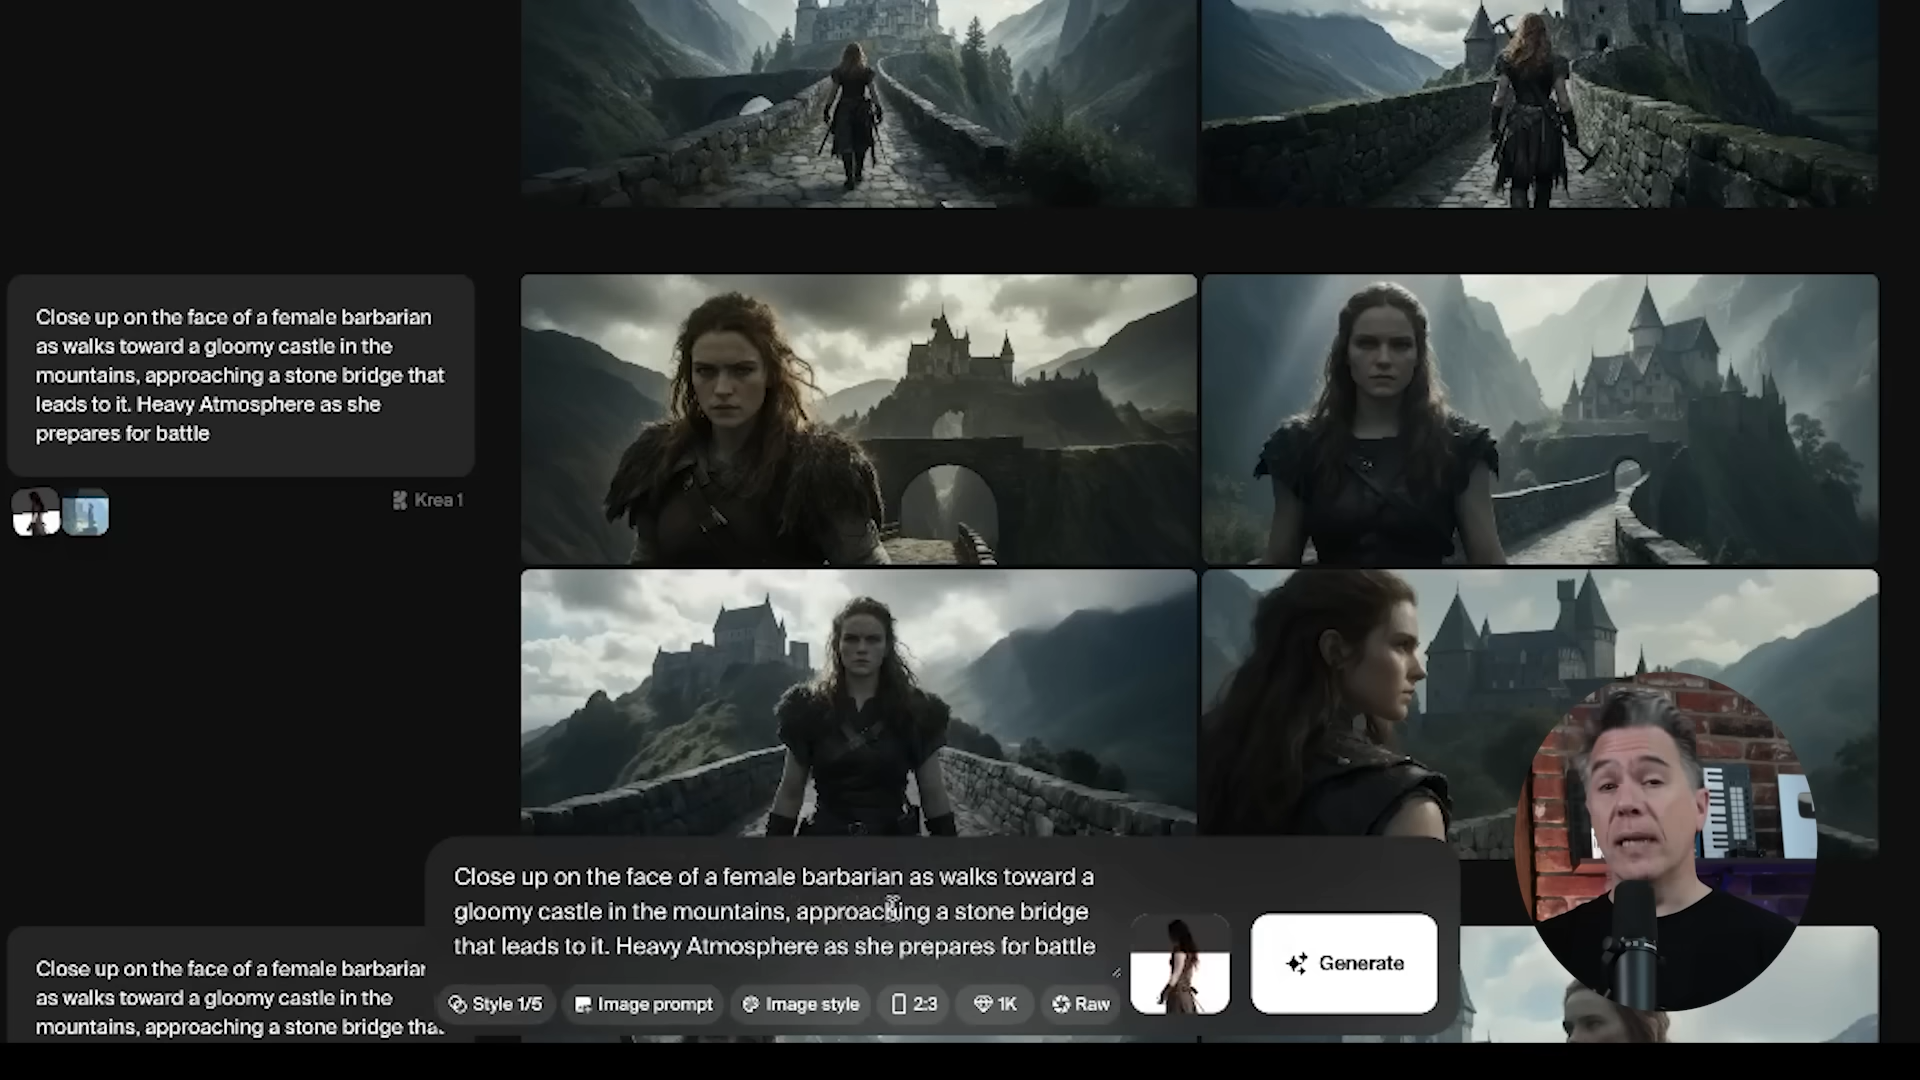 Close up on the face of a female barbarian
as walks toward a gloomy castle in the
mountains, approaching a stone bridge that
leads to it. Heavy Atmosphere as she
prepares for battle
Krea 1
Close up on the face of a female barbarian
as walks toward a gloomy castle in the
mountains, approaching a stone bridge tha
Close up on the face of a female barbarian as walks toward a
gloomy castle in the mountains, approaching a stone bridge
that leads to it. Heavy Atmosphere as she prepares for battle
Style 1/5
Image prompt
Image style
2:3
1K
Raw
Generate